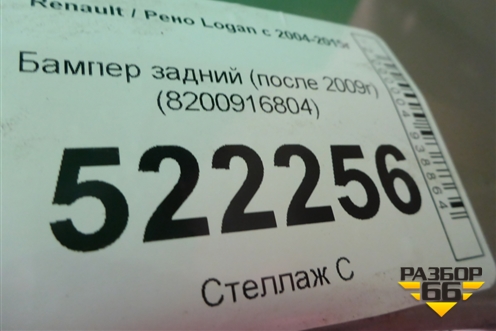 Renault / Рено Logan с 2004-2015г
Бампер задний (после 2009г)
(8200916804)
522256
Стеллаж С
РАЗБОР
66